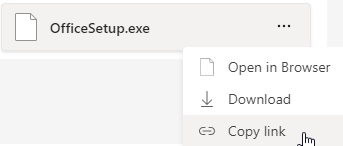 OfficeSetup.exe
Open in Browser
Download
Copy link